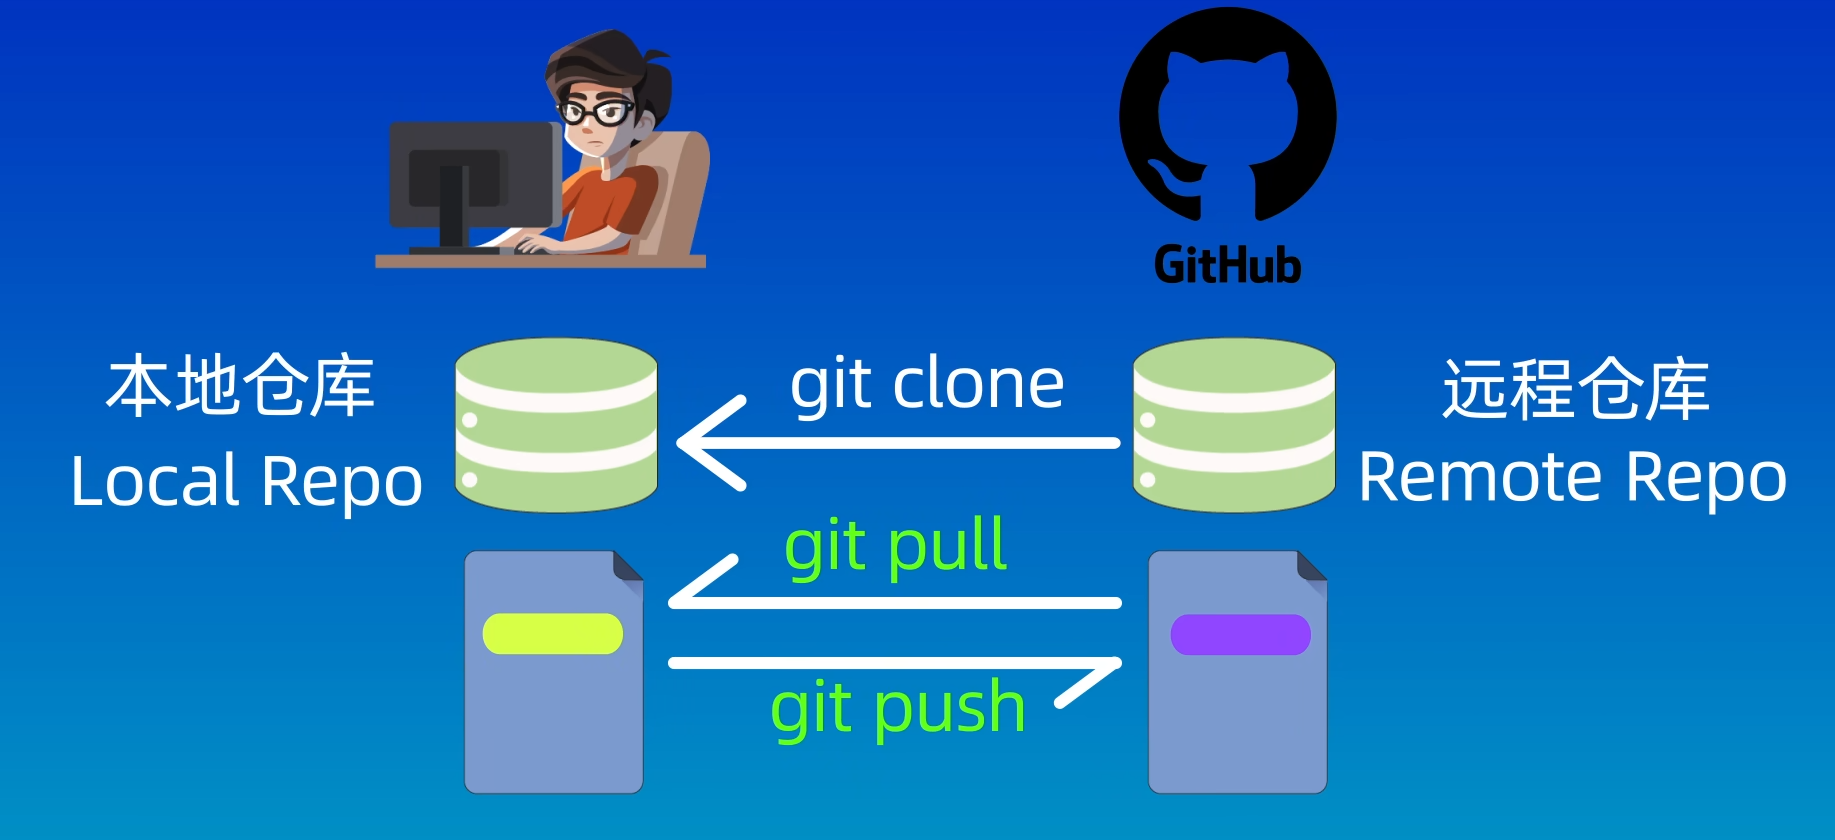 GitHub
本地仓库
Local Repo
git clone
远程仓库
Remote Repo
git pull
git push